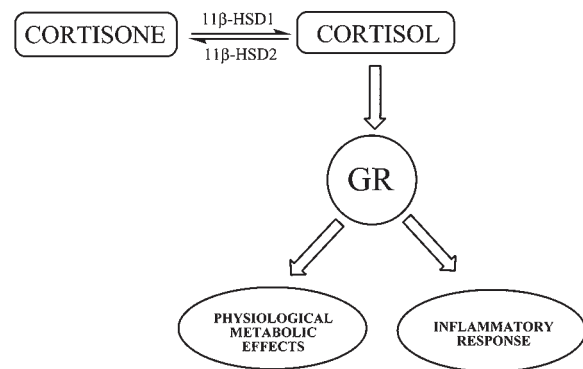 11β-HSD1
CORTISONE
CORTISOL
11β-HSD2
GR
PHYSIOLOGICAL
METABOLIC
EFFECTS
INFLAMMATORY
RESPONSE